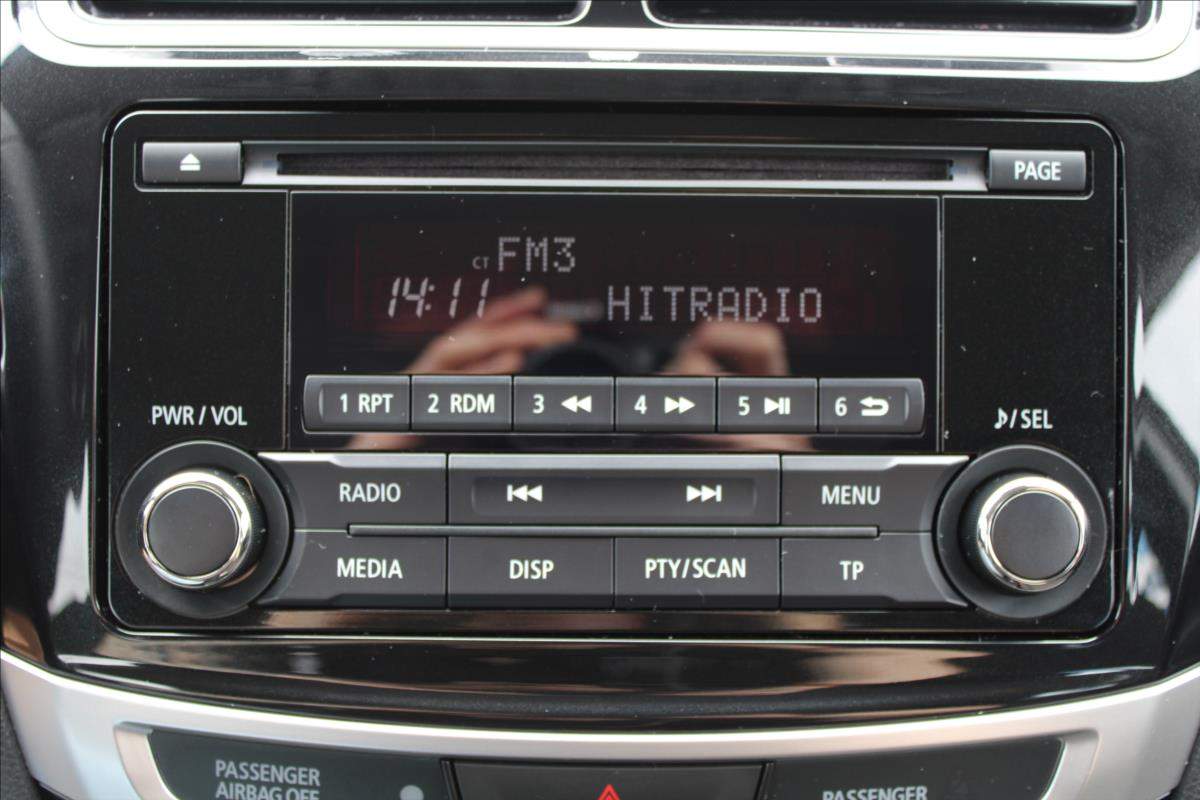 PAGE
CT FM3
14:11 HITRADIO
1 RPT 2 RDM 3 4 5 6
PWR / VOL
/ SEL
RADIO
MENU
MEDIA DISP PTY/SCAN TP
PASSENGER
AIRBAG OFF
PASSENGER